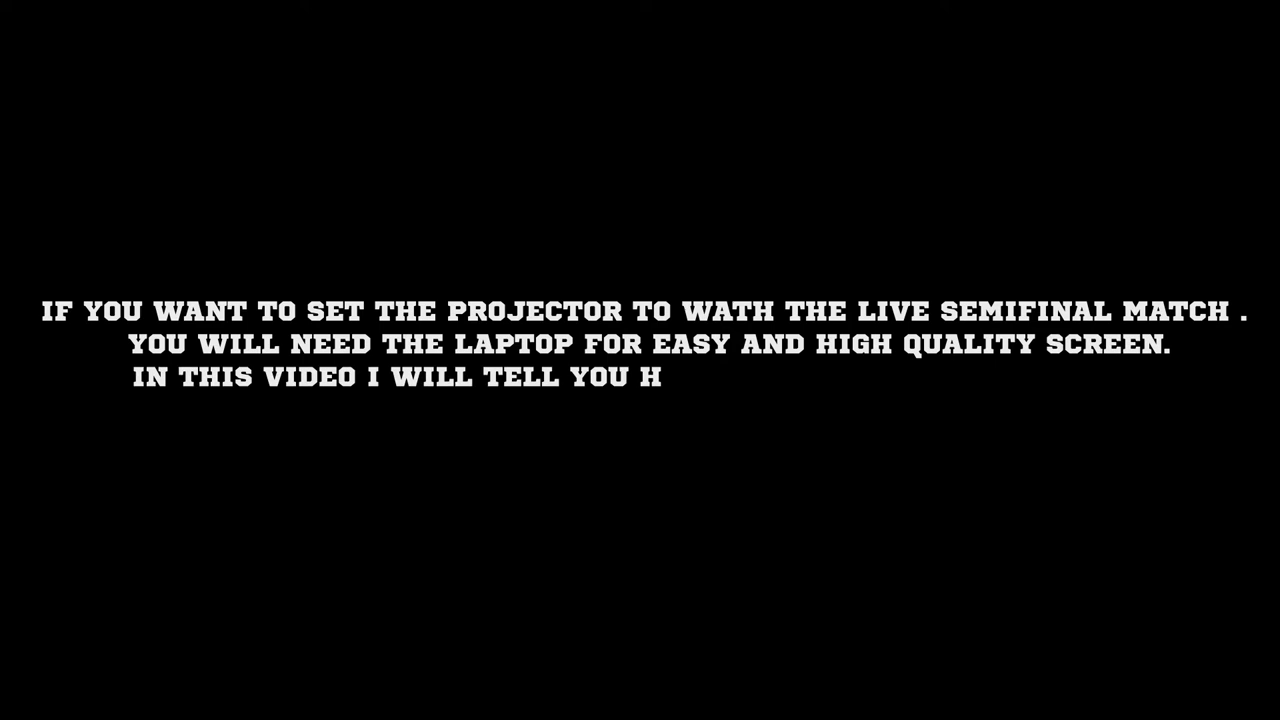 IF YOU WANT TO SET THE PROJECTOR TO WATH THE LIVE SEMIFINAL MATCH .
YOU WILL NEED THE LAPTOP FOR EASY AND HIGH QUALITY SCREEN.
IN THIS VIDEO I WILL TELL YOU H